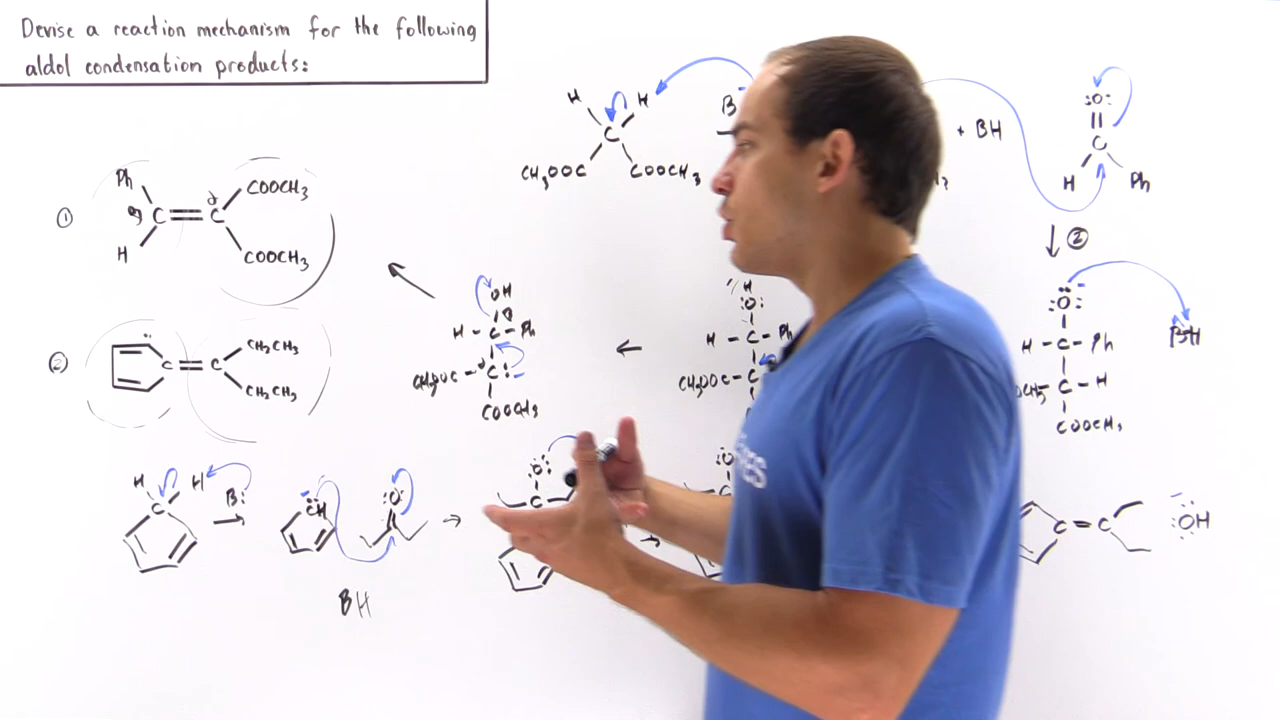 Devise a reaction mechanism for the following
aldol condensation products:
①
Ph
H
C = C
COOCH₃
COOCH₃
②
C = C
CH₂CH₃
CH₂CH₃
H H
C
CH₃OOC COOCH₃
B
+ BH
:O:
C
H Ph
②
:O:⁻
BH
H - C - Ph
C - H
COOCH₃
H
:O:
H - C - Ph
CH₃OOC - C
OH
H - C - Ph
CH₃OOC - C:⁻
COOCH₃
H H
C
B:
CH
O
BH
:O:
C
:O:
C = C
:OH